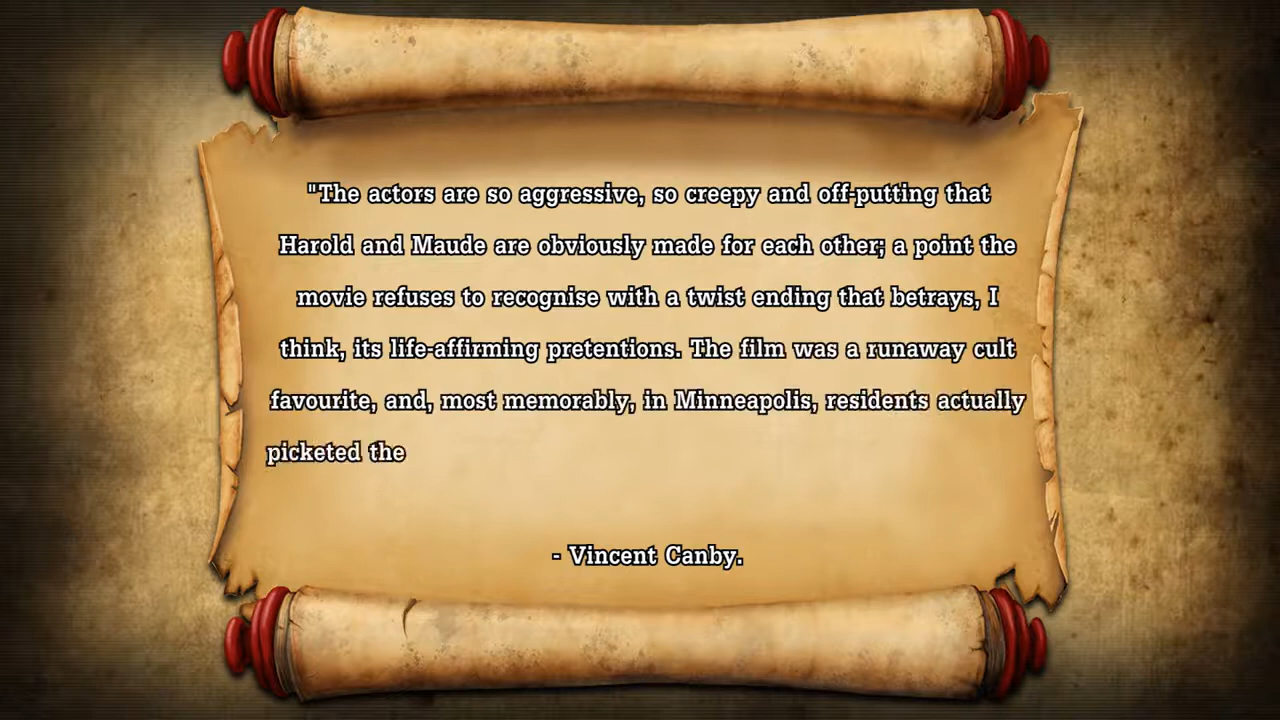 "The actors are so aggressive, so creepy and off-putting that
Harold and Maude are obviously made for each other; a point the
movie refuses to recognise with a twist ending that betrays, I
think, its life-affirming pretentions. The film was a runaway cult
favourite, and, most memorably, in Minneapolis, residents actually
picketed the
- Vincent Canby.